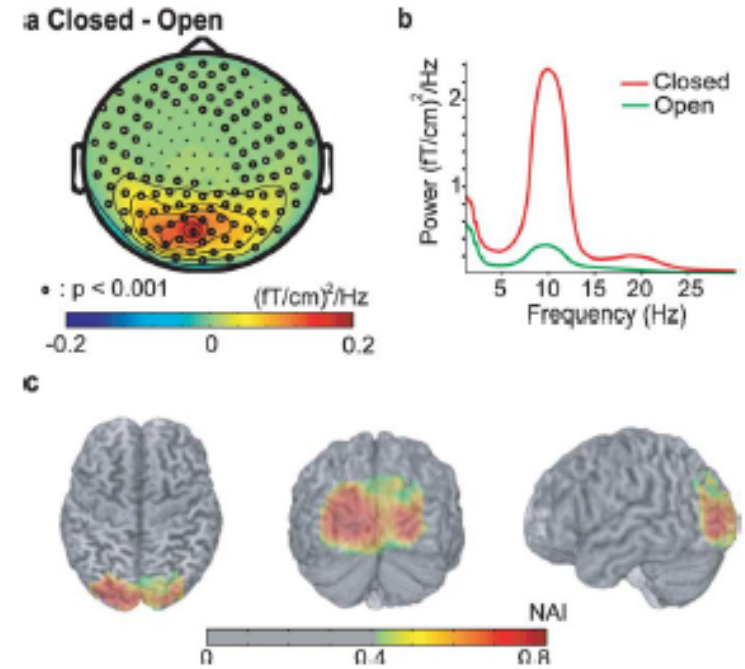 a Closed - Open
: p < 0.001
(fT/cm)²/Hz
-0.2
0
0.2
b
Power (fT/cm)²/Hz
2
1
Closed
Open
5
10
15
20
25
Frequency (Hz)
c
NAI
0
0.4
0.8